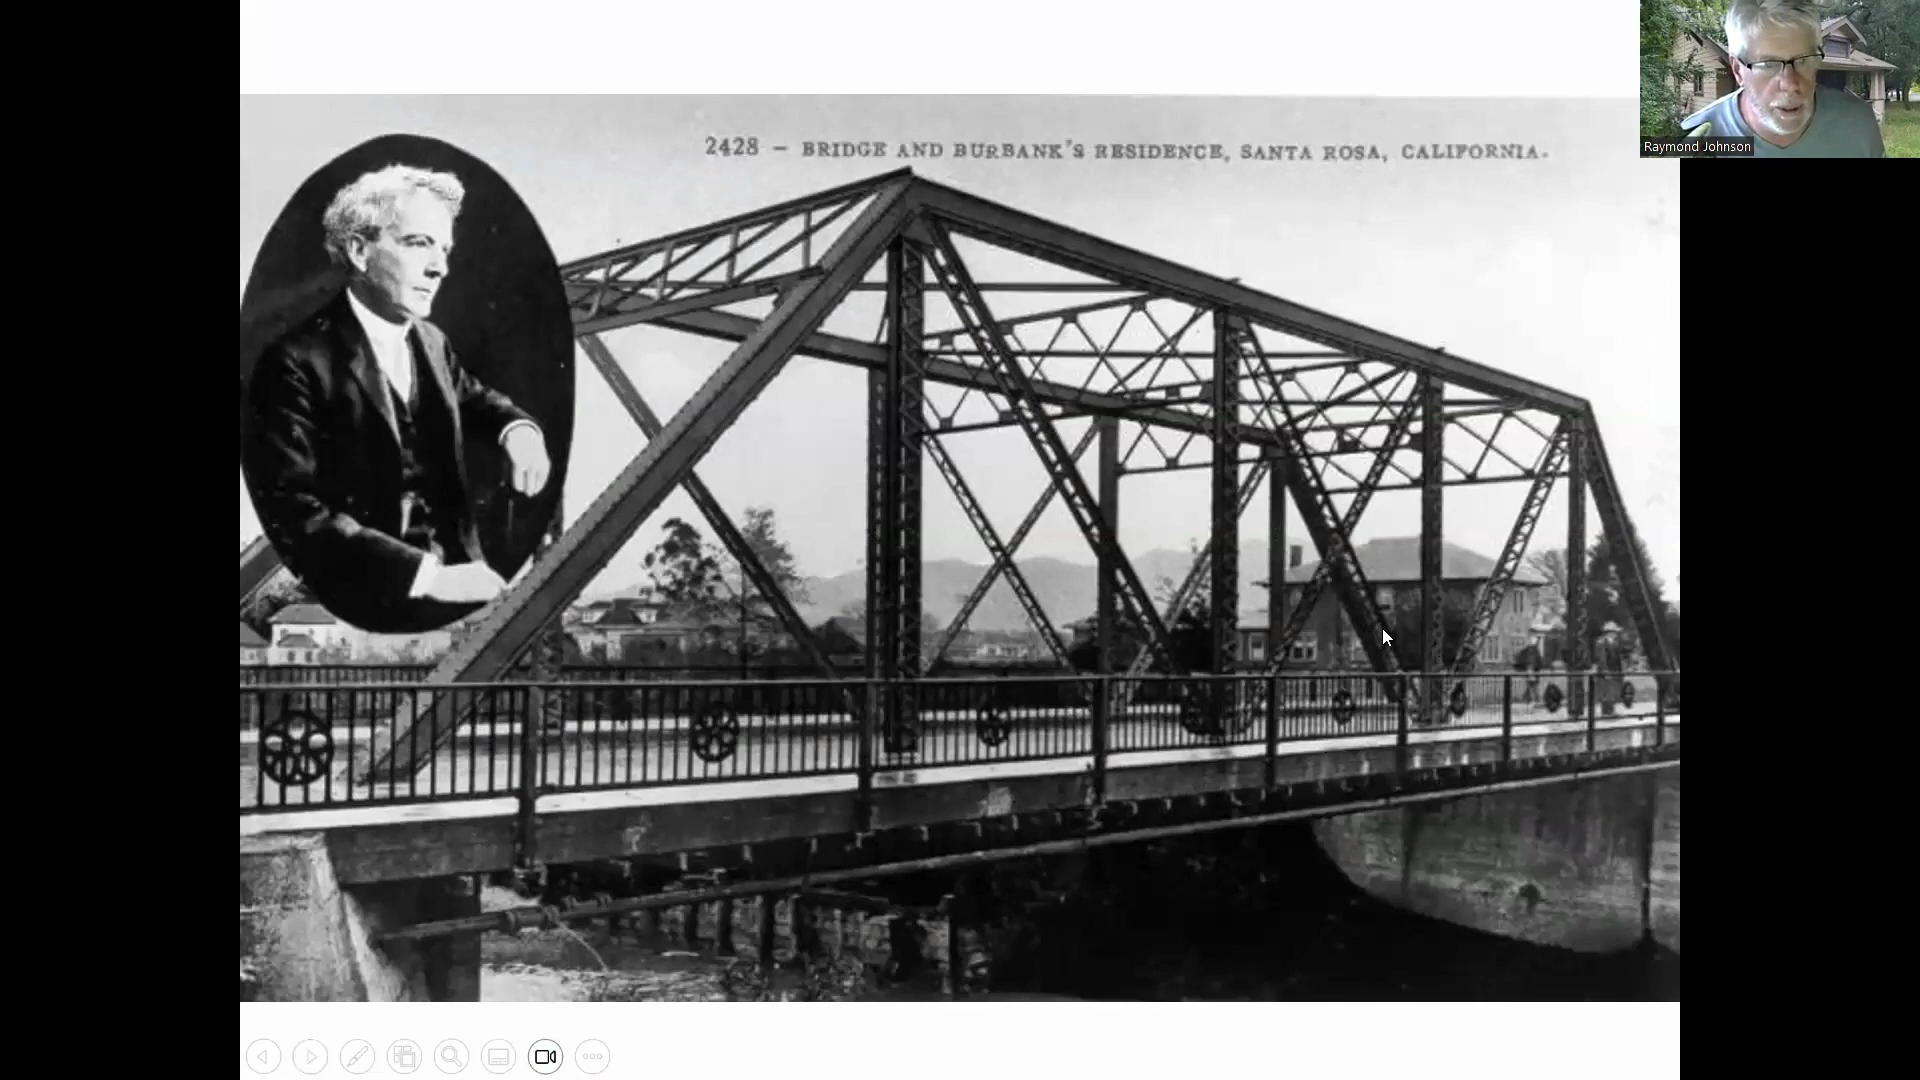 2428 — BRIDGE AND BURBANK'S RESIDENCE, SANTA ROSA, CALIFORNIA.
Raymond Johnson